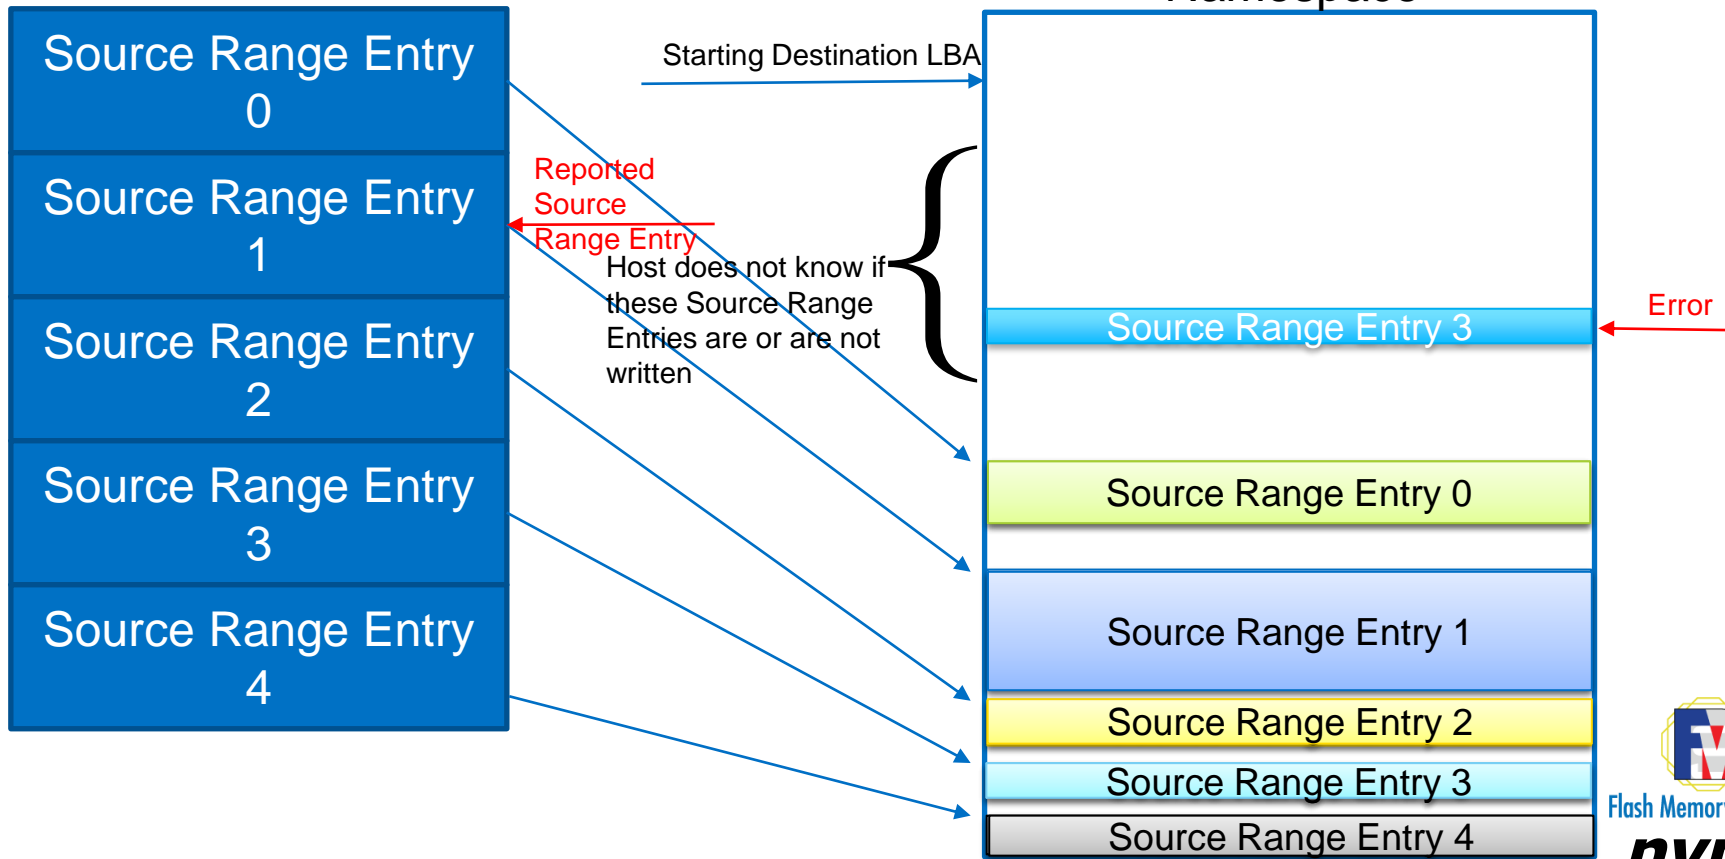 Namespace
Source Range Entry
0
Source Range Entry
1
Source Range Entry
2
Source Range Entry
3
Source Range Entry
4
Starting Destination LBA
Reported
Source
Range Entry
Host does not know if
these Source Range
Entries are or are not
written
Source Range Entry 3
Error
Source Range Entry 0
Source Range Entry 1
Source Range Entry 2
Source Range Entry 3
Source Range Entry 4
Flash Memor